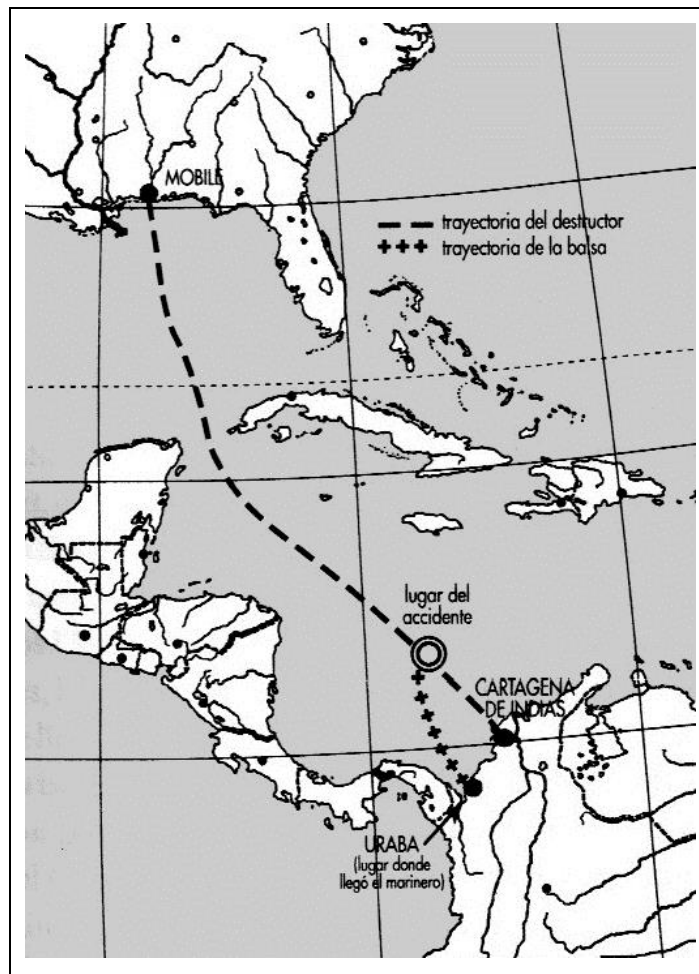 MOBILE
trayectoria del destructor
trayectoria de la balsa
lugar del
accidente
CARTAGENA
DE INDIAS
URABA
(lugar donde
llegó el marinero)